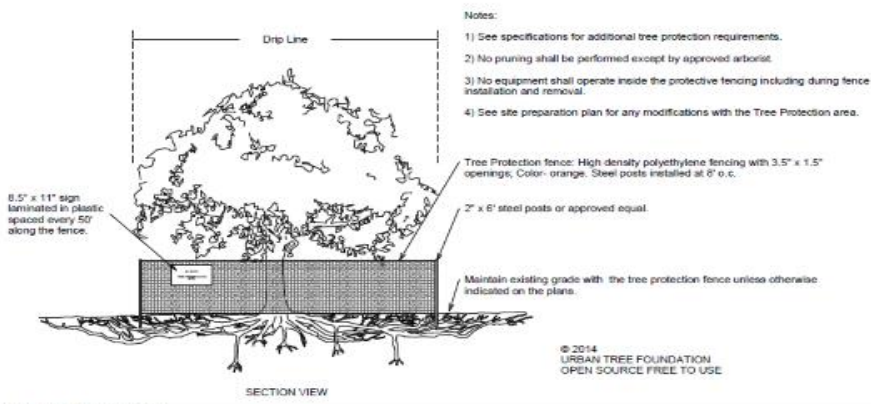 Notes:
1) See specifications for additional tree protection requirements.
2) No pruning shall be performed except by approved arborist.
3) No equipment shall operate inside the protective fencing including during fence
installation and removal.
4) See site preparation plan for any modifications with the Tree Protection area.
Drip Line
Tree Protection fence: High density polyethylene fencing with 3.5" x 1.5"
openings; Color- orange. Steel posts installed at 8' o.c.
2" x 6' steel posts or approved equal.
8.5" x 11" sign
laminated in plastic
spaced every 50'
along the fence.
Maintain existing grade with the tree protection fence unless otherwise
indicated on the plans.
© 2014
URBAN TREE FOUNDATION
OPEN SOURCE FREE TO USE
SECTION VIEW